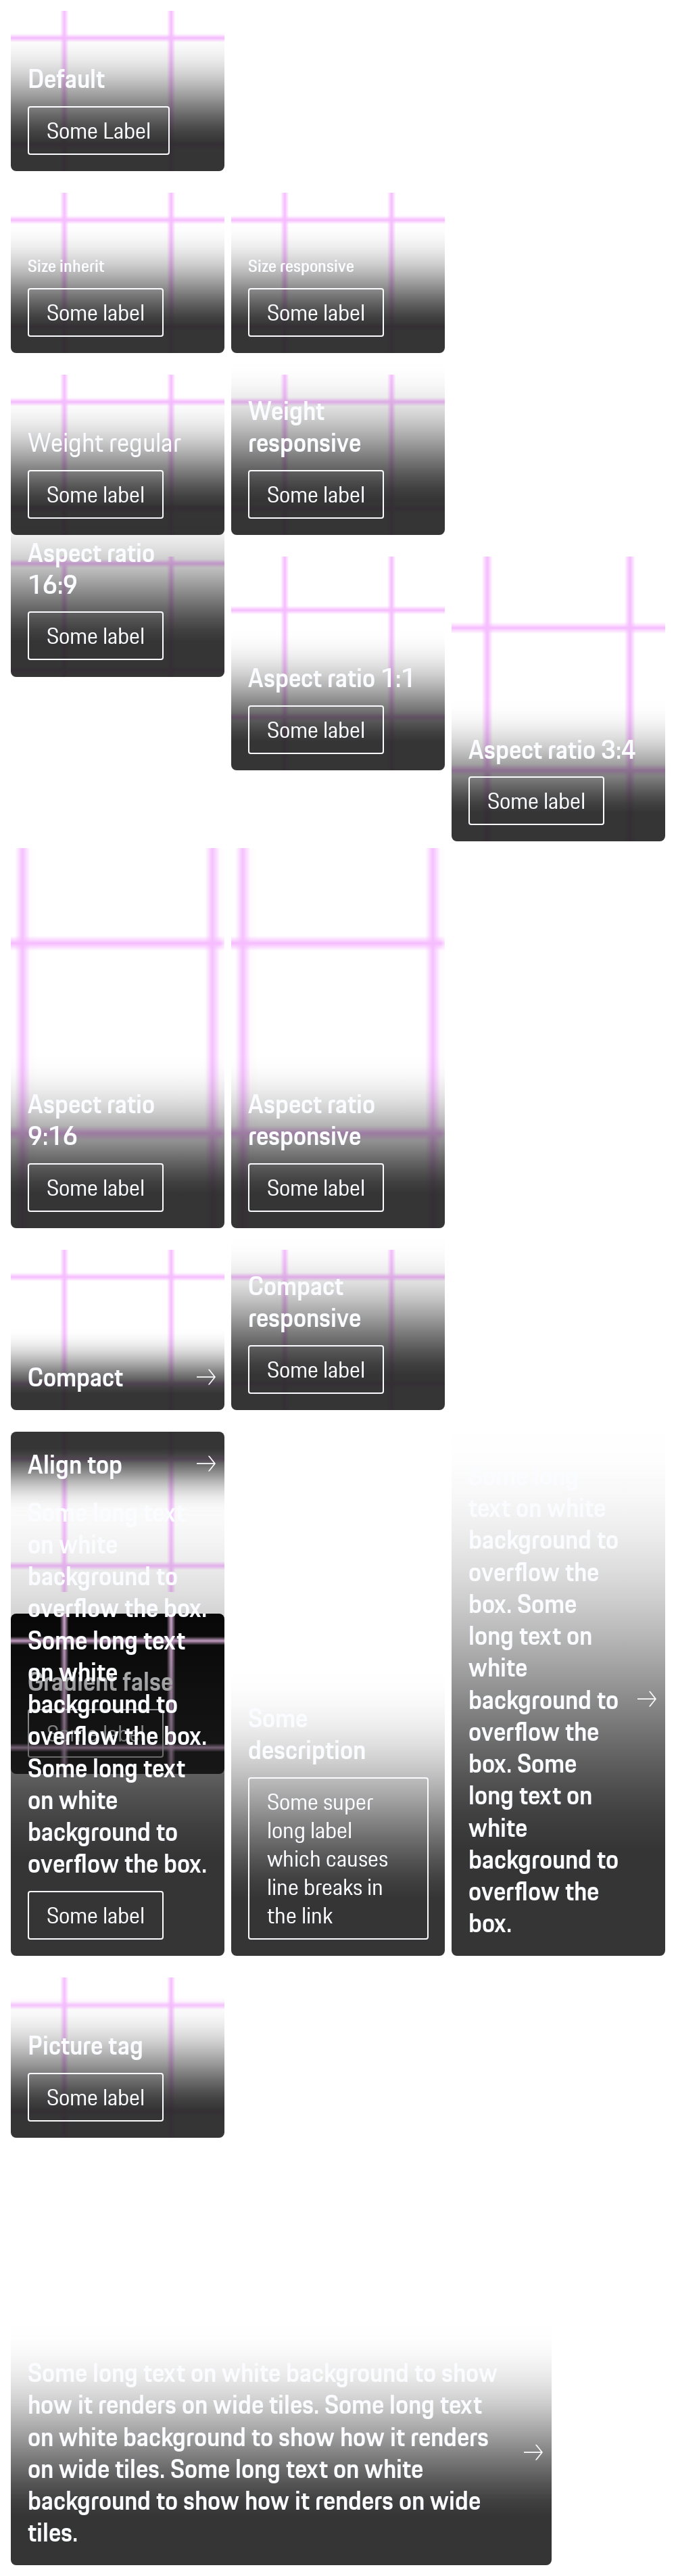 Default
Some Label
Size inherit
Some label
Size responsive
Some label
Weight regular
Some label
Weight
responsive
Some label
Aspect ratio
16:9
Some label
Aspect ratio 1:1
Some label
Aspect ratio 3:4
Some label
Aspect ratio
9:16
Some label
Aspect ratio
responsive
Some label
Compact
Compact
responsive
Some label
Align top
Some long text
on white
background to
overflow the box.
Some long text
on white
background to
overflow the box.
Some long text
on white
background to
overflow the box.
Some label
Gradient false
Some label
Some
description
Some super
long label
which causes
line breaks in
the link
text on white
background to
overflow the
box. Some
long text on
white
background to
overflow the
box. Some
long text on
white
background to
overflow the
box.
Picture tag
Some label
Some long text on white background to show
how it renders on wide tiles. Some long text
on white background to show how it renders
on wide tiles. Some long text on white
background to show how it renders on wide
tiles.